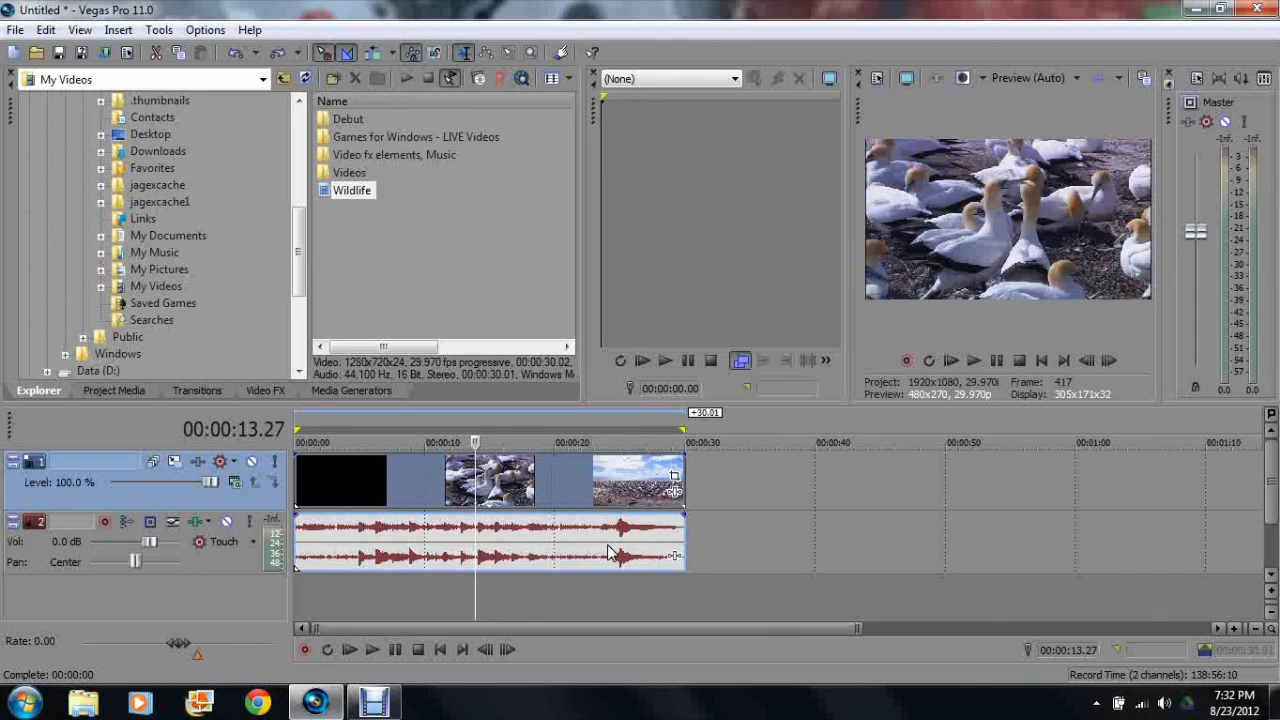 Untitled * - Vegas Pro 11.0
File Edit View Insert Tools Options Help
My Videos
.thumbnails
Contacts
Desktop
Downloads
Favorites
jagexcache
jagexcache1
Links
My Documents
My Music
My Pictures
My Videos
Saved Games
Searches
Public
Windows
Data (D:)
Name
Debut
Games for Windows - LIVE Videos
Video fx elements, Music
Videos
Wildlife
Video: 1280x720x24, 29.970 fps progressive, 00:00:30.02,
Audio: 44,100 Hz, 16 Bit, Stereo, 00:00:30.01, Windows M
Explorer Project Media Transitions Video FX Media Generators
(None)
00:00:00.00
Preview (Auto)
Project: 1920x1080, 29.970i Frame: 417
Preview: 480x270, 29.970p Display: 305x171x32
Master
-Inf. -Inf.
3
6
9
12
15
18
21
24
27
30
33
36
39
42
45
48
51
54
57
0.0 0.0
00:00:13.27
+30.01
00:00:00 00:00:10 00:00:20 00:00:30 00:00:40 00:00:50 00:01:00 00:01:10
1
Level: 100.0 %
2
-Inf.
Vol: 0.0 dB Touch
Pan: Center
12
24
36
48
Rate: 0.00
00:00:13.27 00:00:30.01
Complete: 00:00:00
Record Time (2 channels): 138:56:10
7:32 PM
8/23/2012